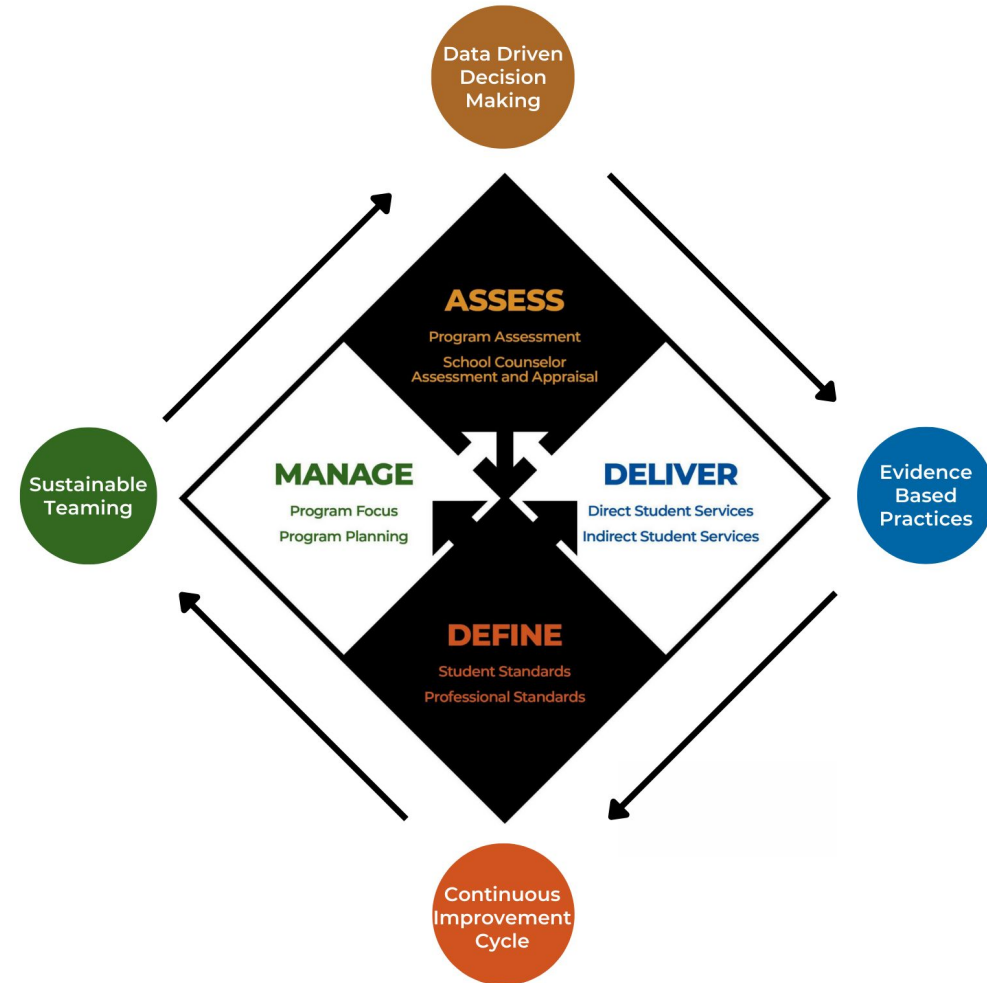 Data Driven
Decision
Making
ASSESS
Program Assessment
School Counselor
Assessment and Appraisal
Sustainable
Teaming
MANAGE
Program Focus
Program Planning
DELIVER
Direct Student Services
Indirect Student Services
Evidence
Based
Practices
DEFINE
Student Standards
Professional Standards
Continuous
Improvement
Cycle